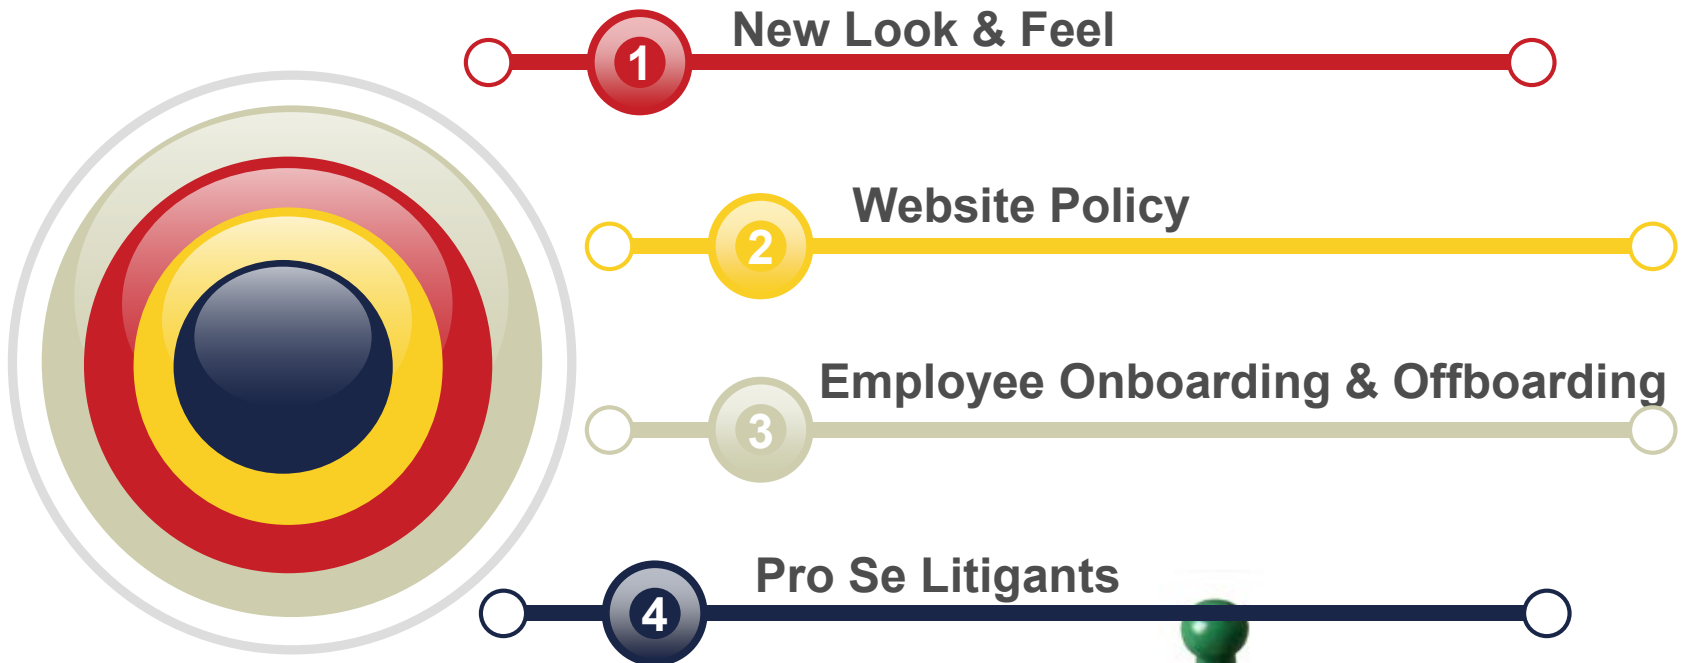 1 New Look & Feel
2 Website Policy
3 Employee Onboarding & Offboarding
4 Pro Se Litigants